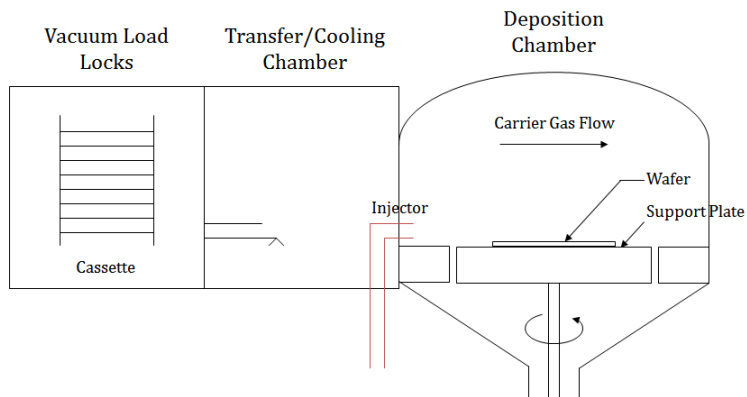 Vacuum Load
Locks
Transfer/Cooling
Chamber
Deposition
Chamber
Carrier Gas Flow
Wafer
Support Plate
Injector
Cassette